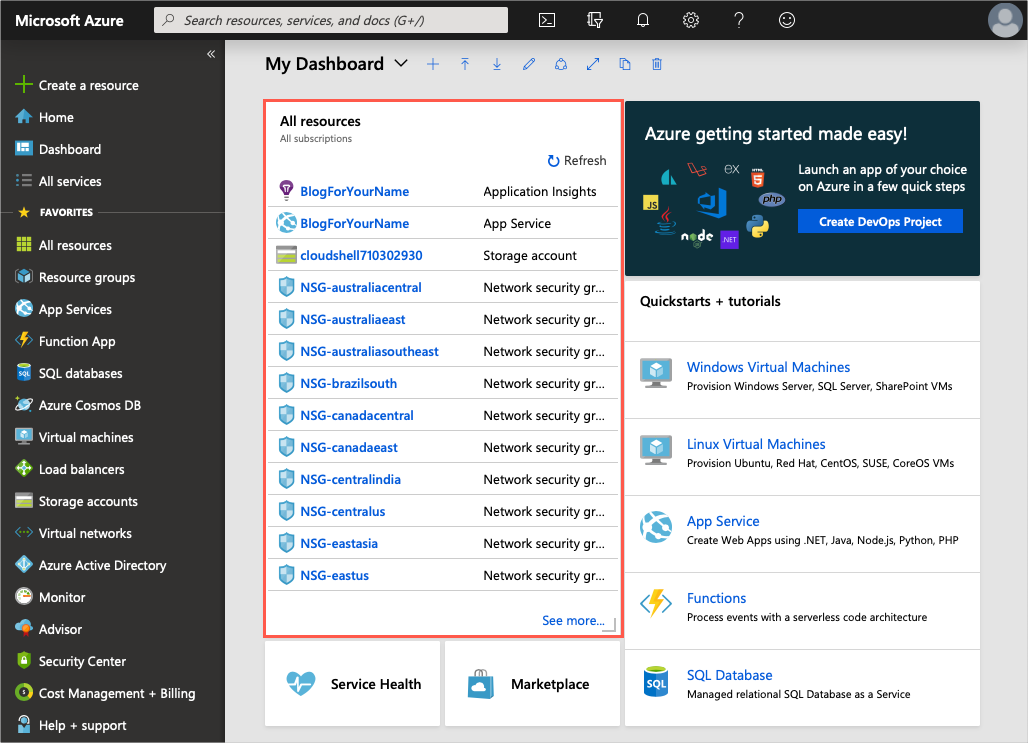 Microsoft Azure
Search resources, services, and docs (G+/)
«
Create a resource
Home
Dashboard
All services
FAVORITES
All resources
Resource groups
App Services
Function App
SQL databases
Azure Cosmos DB
Virtual machines
Load balancers
Storage accounts
Virtual networks
Azure Active Directory
Monitor
Advisor
Security Center
Cost Management + Billing
Help + support
My Dashboard
All resources
All subscriptions
Refresh
BlogForYourName Application Insights
BlogForYourName App Service
cloudshell710302930 Storage account
NSG-australiacentral Network security gr...
NSG-australiaeast Network security gr...
NSG-australiasoutheast Network security gr...
NSG-brazilsouth Network security gr...
NSG-canadacentral Network security gr...
NSG-canadaeast Network security gr...
NSG-centralindia Network security gr...
NSG-centralus Network security gr...
NSG-eastasia Network security gr...
NSG-eastus Network security gr...
See more...
Service Health
Marketplace
Azure getting started made easy!
EX
HTML
JS
php
node
.NET
Launch an app of your choice
on Azure in a few quick steps
Create DevOps Project
Quickstarts + tutorials
Windows Virtual Machines
Provision Windows Server, SQL Server, SharePoint VMs
Linux Virtual Machines
Provision Ubuntu, Red Hat, CentOS, SUSE, CoreOS VMs
App Service
Create Web Apps using .NET, Java, Node.js, Python, PHP
Functions
Process events with a serverless code architecture
SQL
SQL Database
Managed relational SQL Database as a Service